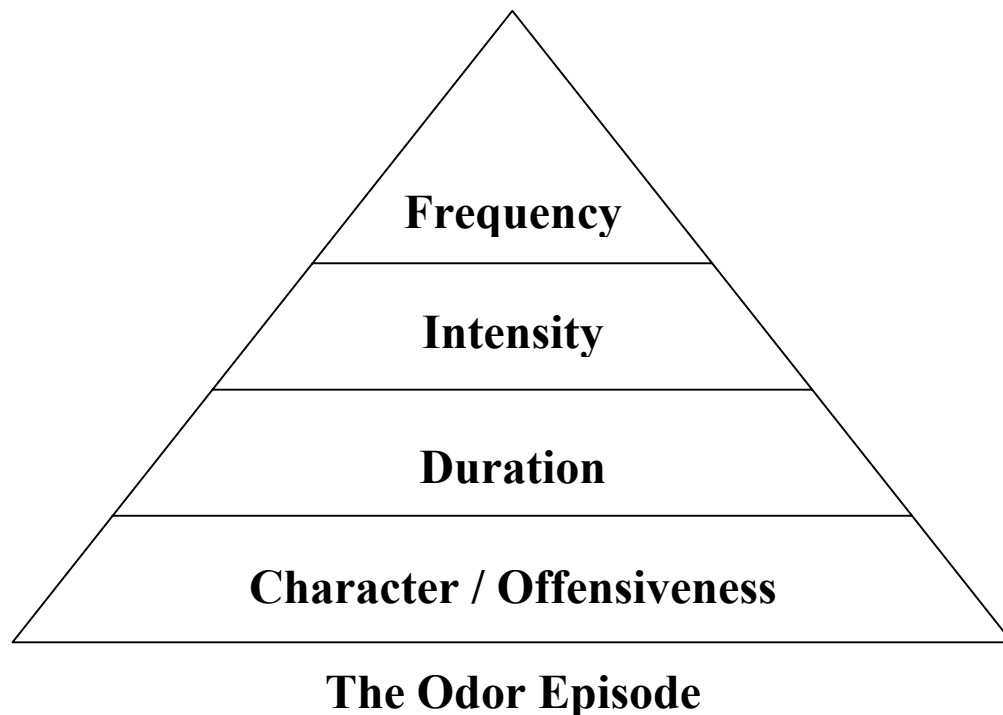 Frequency
Intensity
Duration
Character / Offensiveness
The Odor Episode